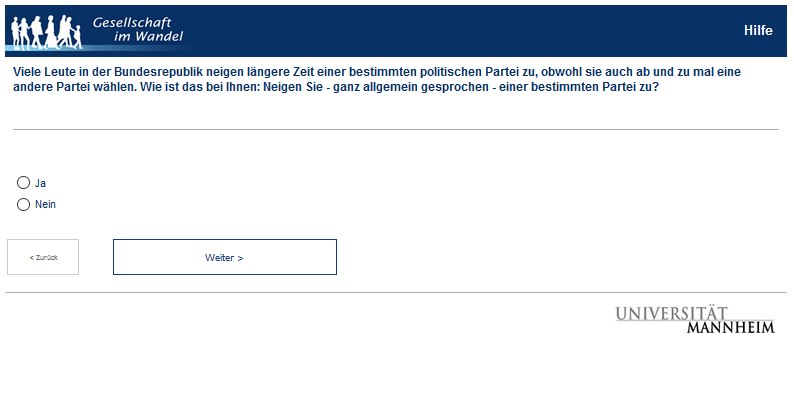 Gesellschaft
im Wandel
Hilfe
Viele Leute in der Bundesrepublik neigen längere Zeit einer bestimmten politischen Partei zu, obwohl sie auch ab und zu mal eine
andere Partei wählen. Wie ist das bei Ihnen: Neigen Sie - ganz allgemein gesprochen - einer bestimmten Partei zu?
Ja
Nein
< Zurück
Weiter >
UNIVERSITÄT
MANNHEIM